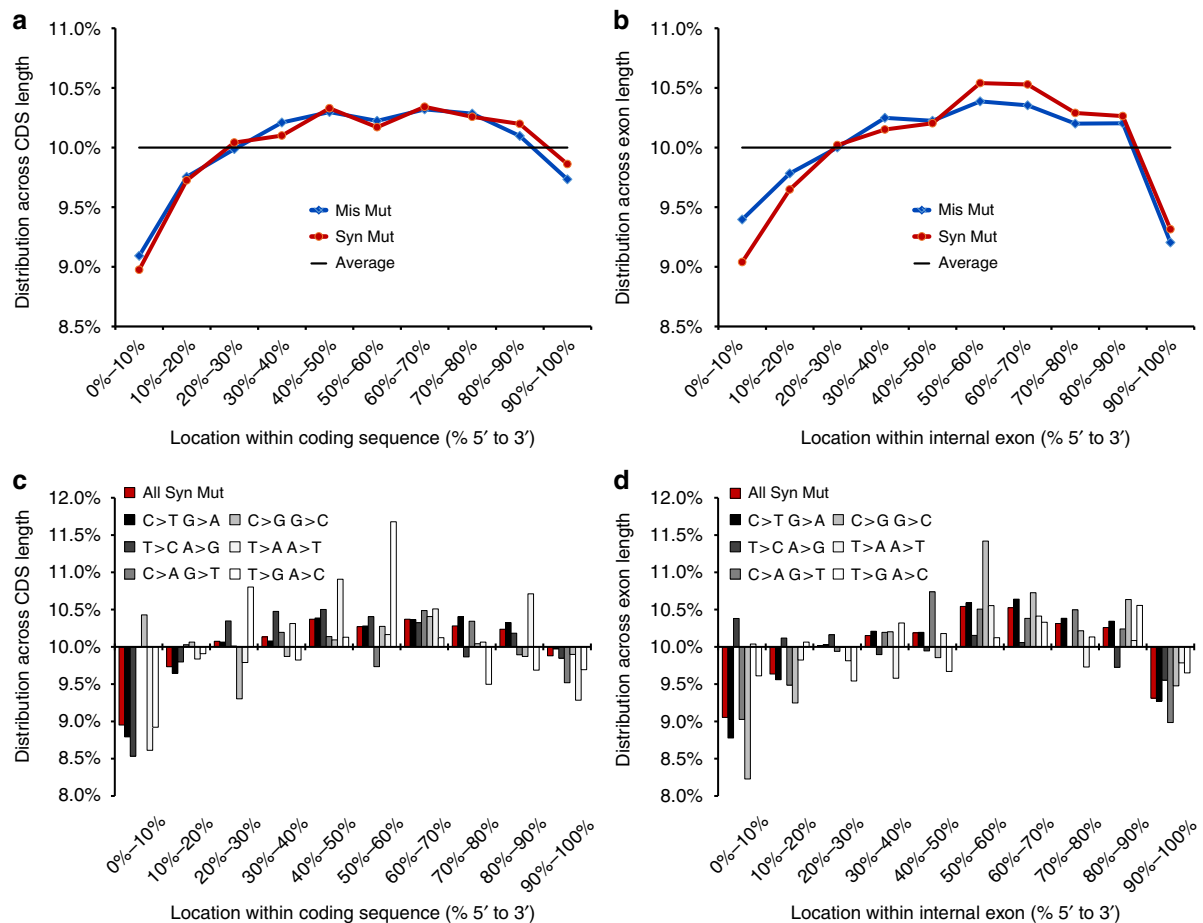 a
Distribution across CDS length
11.0%
10.5%
10.0%
9.5%
9.0%
8.5%
Mis Mut
Syn Mut
Average
0%–10%
10%–20%
20%–30%
30%–40%
40%–50%
50%–60%
60%–70%
70%–80%
80%–90%
90%–100%
Location within coding sequence (% 5′ to 3′)
b
Distribution across exon length
11.0%
10.5%
10.0%
9.5%
9.0%
8.5%
Mis Mut
Syn Mut
Average
0%–10%
10%–20%
20%–30%
30%–40%
40%–50%
50%–60%
60%–70%
70%–80%
80%–90%
90%–100%
Location within internal exon (% 5′ to 3′)
c
Distribution across CDS length
12.0%
11.5%
11.0%
10.5%
10.0%
9.5%
9.0%
8.5%
8.0%
All Syn Mut
C>T G>A C>G G>C
T>C A>G T>A A>T
C>A G>T T>G A>C
0%–10%
10%–20%
20%–30%
30%–40%
40%–50%
50%–60%
60%–70%
70%–80%
80%–90%
90%–100%
Location within coding sequence (% 5′ to 3′)
d
Distribution across exon length
12.0%
11.5%
11.0%
10.5%
10.0%
9.5%
9.0%
8.5%
8.0%
All Syn Mut
C>T G>A C>G G>C
T>C A>G T>A A>T
C>A G>T T>G A>C
0%–10%
10%–20%
20%–30%
30%–40%
40%–50%
50%–60%
60%–70%
70%–80%
80%–90%
90%–100%
Location within internal exon (% 5′ to 3′)